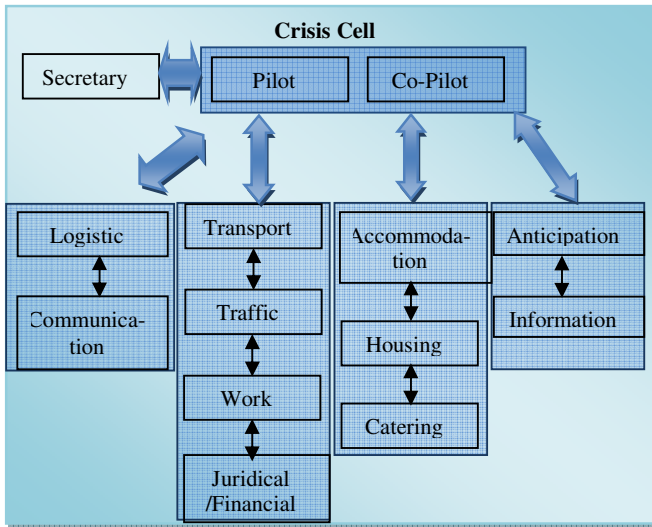 Crisis Cell
Secretary
Pilot
Co-Pilot
Logistic
Communica-
tion
Transport
Traffic
Work
Juridical
/Financial
Accommoda-
tion
Housing
Catering
Anticipation
Information